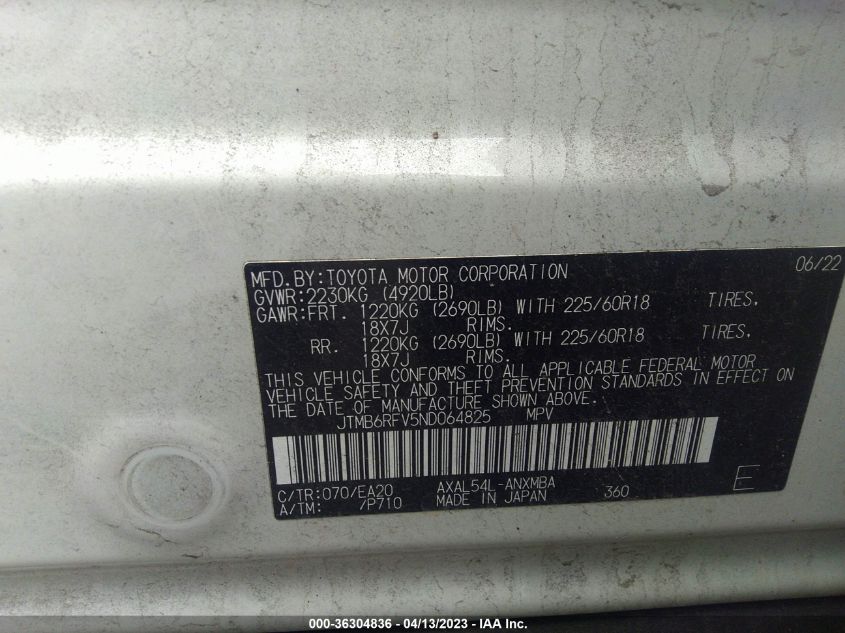 MFD.BY:TOYOTA MOTOR CORPORATION 06/22
GVWR:2230KG (4920LB)
GAWR:FRT. 1220KG (2690LB) WITH 225/60R18 TIRES.
18X7J RIMS.
RR. 1220KG (2690LB) WITH 225/60R18 TIRES,
18X7J RIMS.
THIS VEHICLE CONFORMS TO ALL APPLICABLE FEDERAL MOTOR
VEHICLE SAFETY AND THEFT PREVENTION STANDARDS IN EFFECT ON
THE DATE OF MANUFACTURE SHOWN ABOVE.
JTMB6RFV5ND064825 MPV
C/TR:070/EA20 AXAL54L-ANXMBA E
A/TM: /P710 MADE IN JAPAN 360
000-36304836 - 04/13/2023 - IAA Inc.